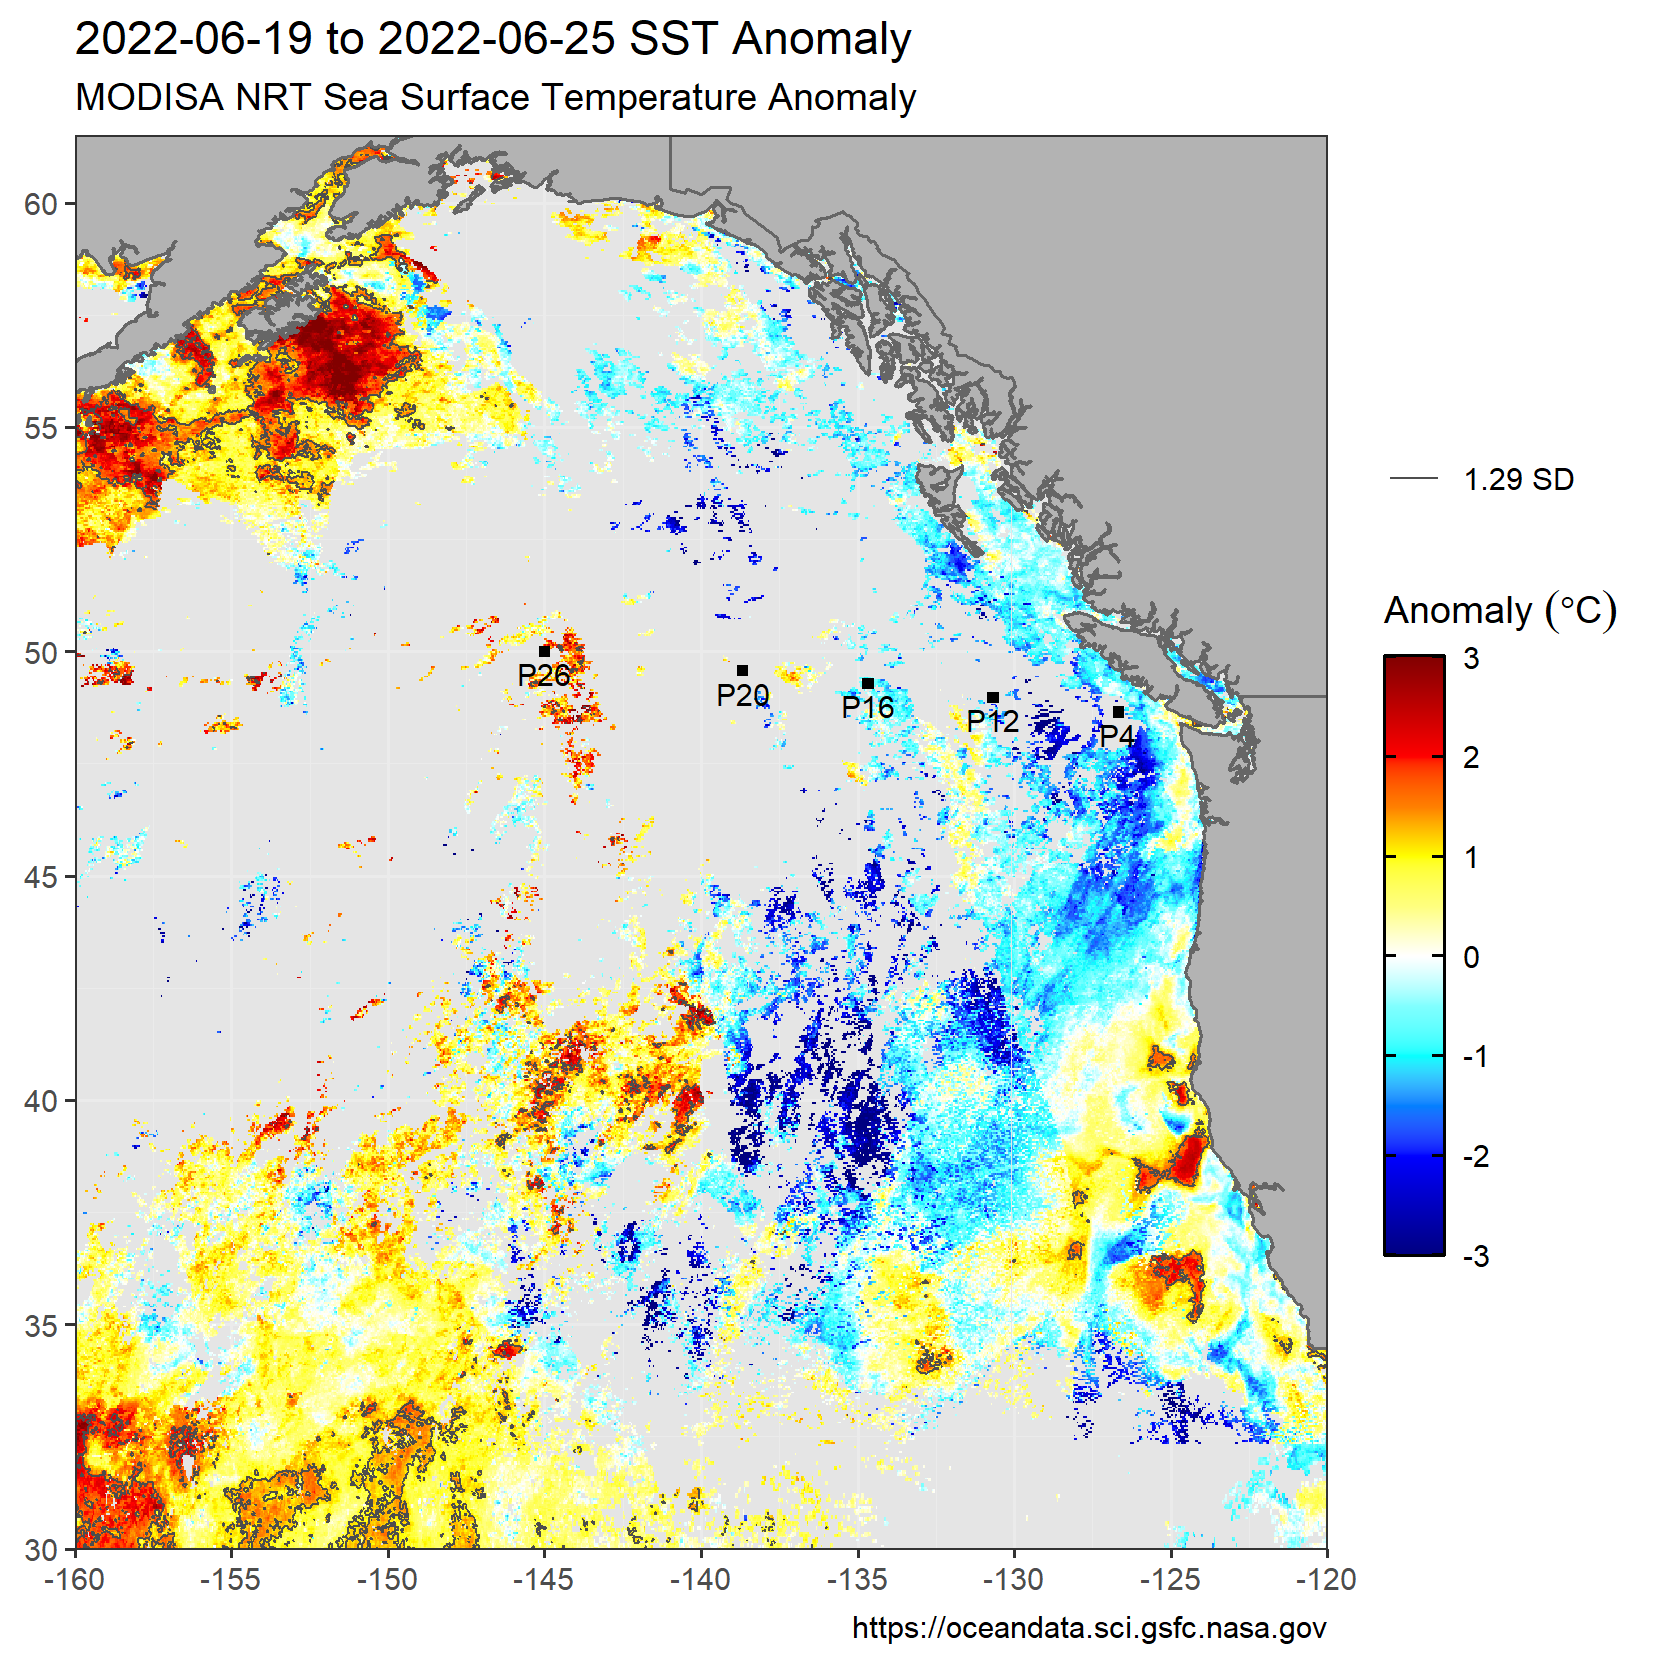 2022-06-19 to 2022-06-25 SST Anomaly
MODISA NRT Sea Surface Temperature Anomaly
60
55
50
45
40
35
30
-160
-155
-150
-145
-140
-135
-130
-125
-120
P26
P20
P16
P12
P4
1.29 SD
Anomaly (°C)
3
2
1
0
-1
-2
-3
https://oceandata.sci.gsfc.nasa.gov